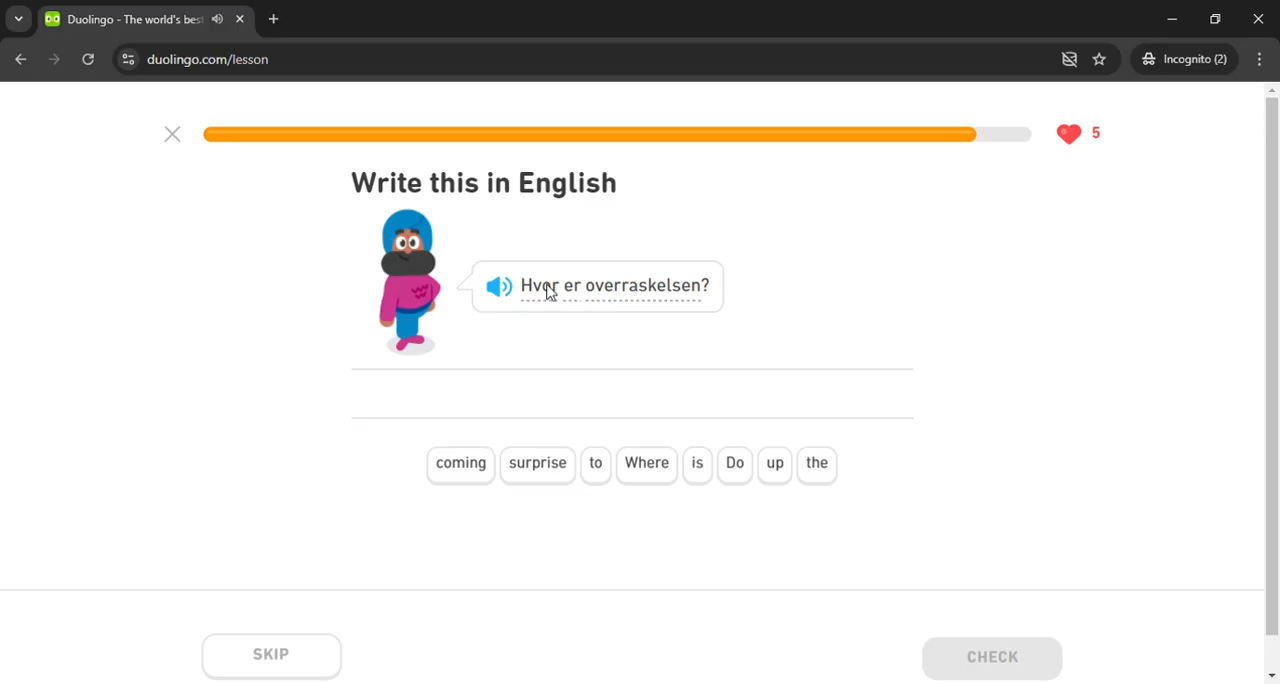 Duolingo - The world's bes
duolingo.com/lesson
Incognito (2)
5
Write this in English
Hvor er overraskelsen?
coming surprise to Where is Do up the
SKIP
CHECK